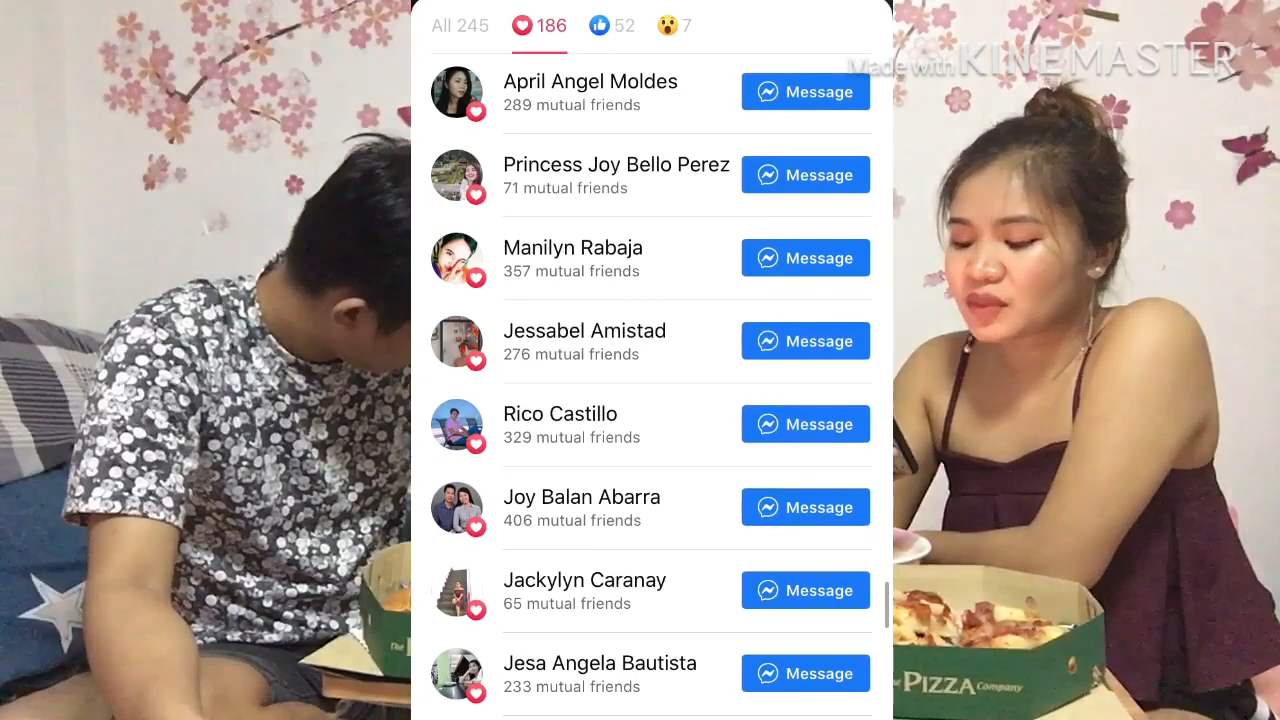 All 245 186 52 7
Made with KINEMASTER
April Angel Moldes
289 mutual friends
Message
Princess Joy Bello Perez
71 mutual friends
Message
Manilyn Rabaja
357 mutual friends
Message
Jessabel Amistad
276 mutual friends
Message
Rico Castillo
329 mutual friends
Message
Joy Balan Abarra
406 mutual friends
Message
Jackylyn Caranay
65 mutual friends
Message
Jesa Angela Bautista
233 mutual friends
Message
The
PIZZA Company